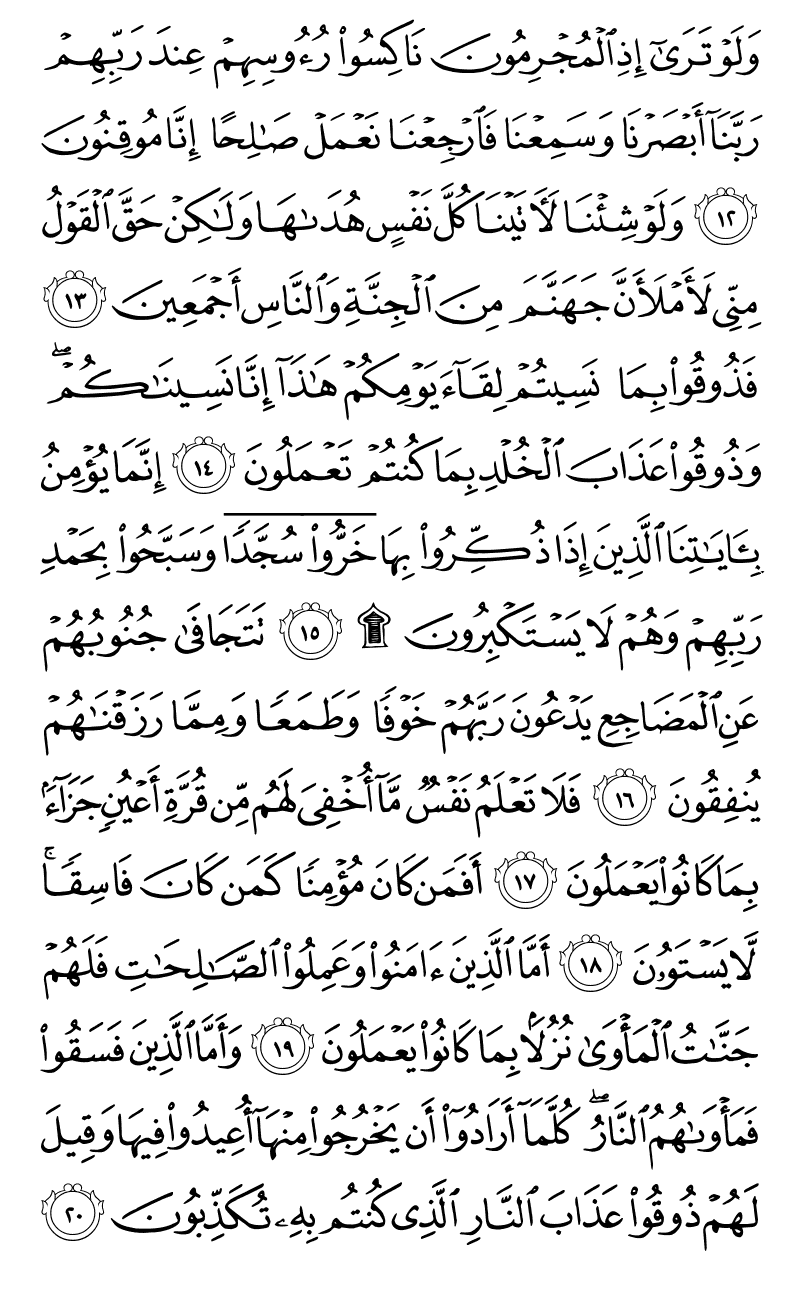 وَلَوْ تَرَىٰٓ إِذِ ٱلْمُجْرِمُونَ نَاكِسُوا۟ رُءُوسِهِمْ عِندَ رَبِّهِمْ
رَبَّنَآ أَبْصَرْنَا وَسَمِعْنَا فَٱرْجِعْنَا نَعْمَلْ صَـٰلِحًا إِنَّا مُوقِنُونَ
١٢ وَلَوْ شِئْنَا لَـَٔاتَيْنَا كُلَّ نَفْسٍ هُدَىٰهَا وَلَـٰكِنْ حَقَّ ٱلْقَوْلُ
مِنِّى لَأَمْلَأَنَّ جَهَنَّمَ مِنَ ٱلْجِنَّةِ وَٱلنَّاسِ أَجْمَعِينَ ١٣
فَذُوقُوا۟ بِمَا نَسِيتُمْ لِقَآءَ يَوْمِكُمْ هَـٰذَآ إِنَّا نَسِينَـٰكُمْ ۖ
وَذُوقُوا۟ عَذَابَ ٱلْخُلْدِ بِمَا كُنتُمْ تَعْمَلُونَ ١٤ إِنَّمَا يُؤْمِنُ
بِـَٔايَـٰتِنَا ٱلَّذِينَ إِذَا ذُكِّرُوا۟ بِهَا خَرُّوا۟ سُجَّدًا وَسَبَّحُوا۟ بِحَمْدِ
رَبِّهِمْ وَهُمْ لَا يَسْتَكْبِرُونَ ۩ ١٥ تَتَجَافَىٰ جُنُوبُهُمْ
عَنِ ٱلْمَضَاجِعِ يَدْعُونَ رَبَّهُمْ خَوْفًا وَطَمَعًا وَمِمَّا رَزَقْنَـٰهُمْ
يُنفِقُونَ ١٦ فَلَا تَعْلَمُ نَفْسٌ مَّآ أُخْفِىَ لَهُم مِّن قُرَّةِ أَعْيُنٍ جَزَآءًۢ
بِمَا كَانُوا۟ يَعْمَلُونَ ١٧ أَفَمَن كَانَ مُؤْمِنًا كَمَن كَانَ فَاسِقًا ۚ
لَّا يَسْتَوُۥنَ ١٨ أَمَّا ٱلَّذِينَ ءَامَنُوا۟ وَعَمِلُوا۟ ٱلصَّـٰلِحَـٰتِ فَلَهُمْ
جَنَّـٰتُ ٱلْمَأْوَىٰ نُزُلًۢا بِمَا كَانُوا۟ يَعْمَلُونَ ١٩ وَأَمَّا ٱلَّذِينَ فَسَقُوا۟
فَمَأْوَىٰهُمُ ٱلنَّارُ ۖ كُلَّمَآ أَرَادُوٓا۟ أَن يَخْرُجُوا۟ مِنْهَآ أُعِيدُوا۟ فِيهَا وَقِيلَ
لَهُمْ ذُوقُوا۟ عَذَابَ ٱلنَّارِ ٱلَّذِى كُنتُم بِهِۦ تُكَذِّبُونَ ٢٠